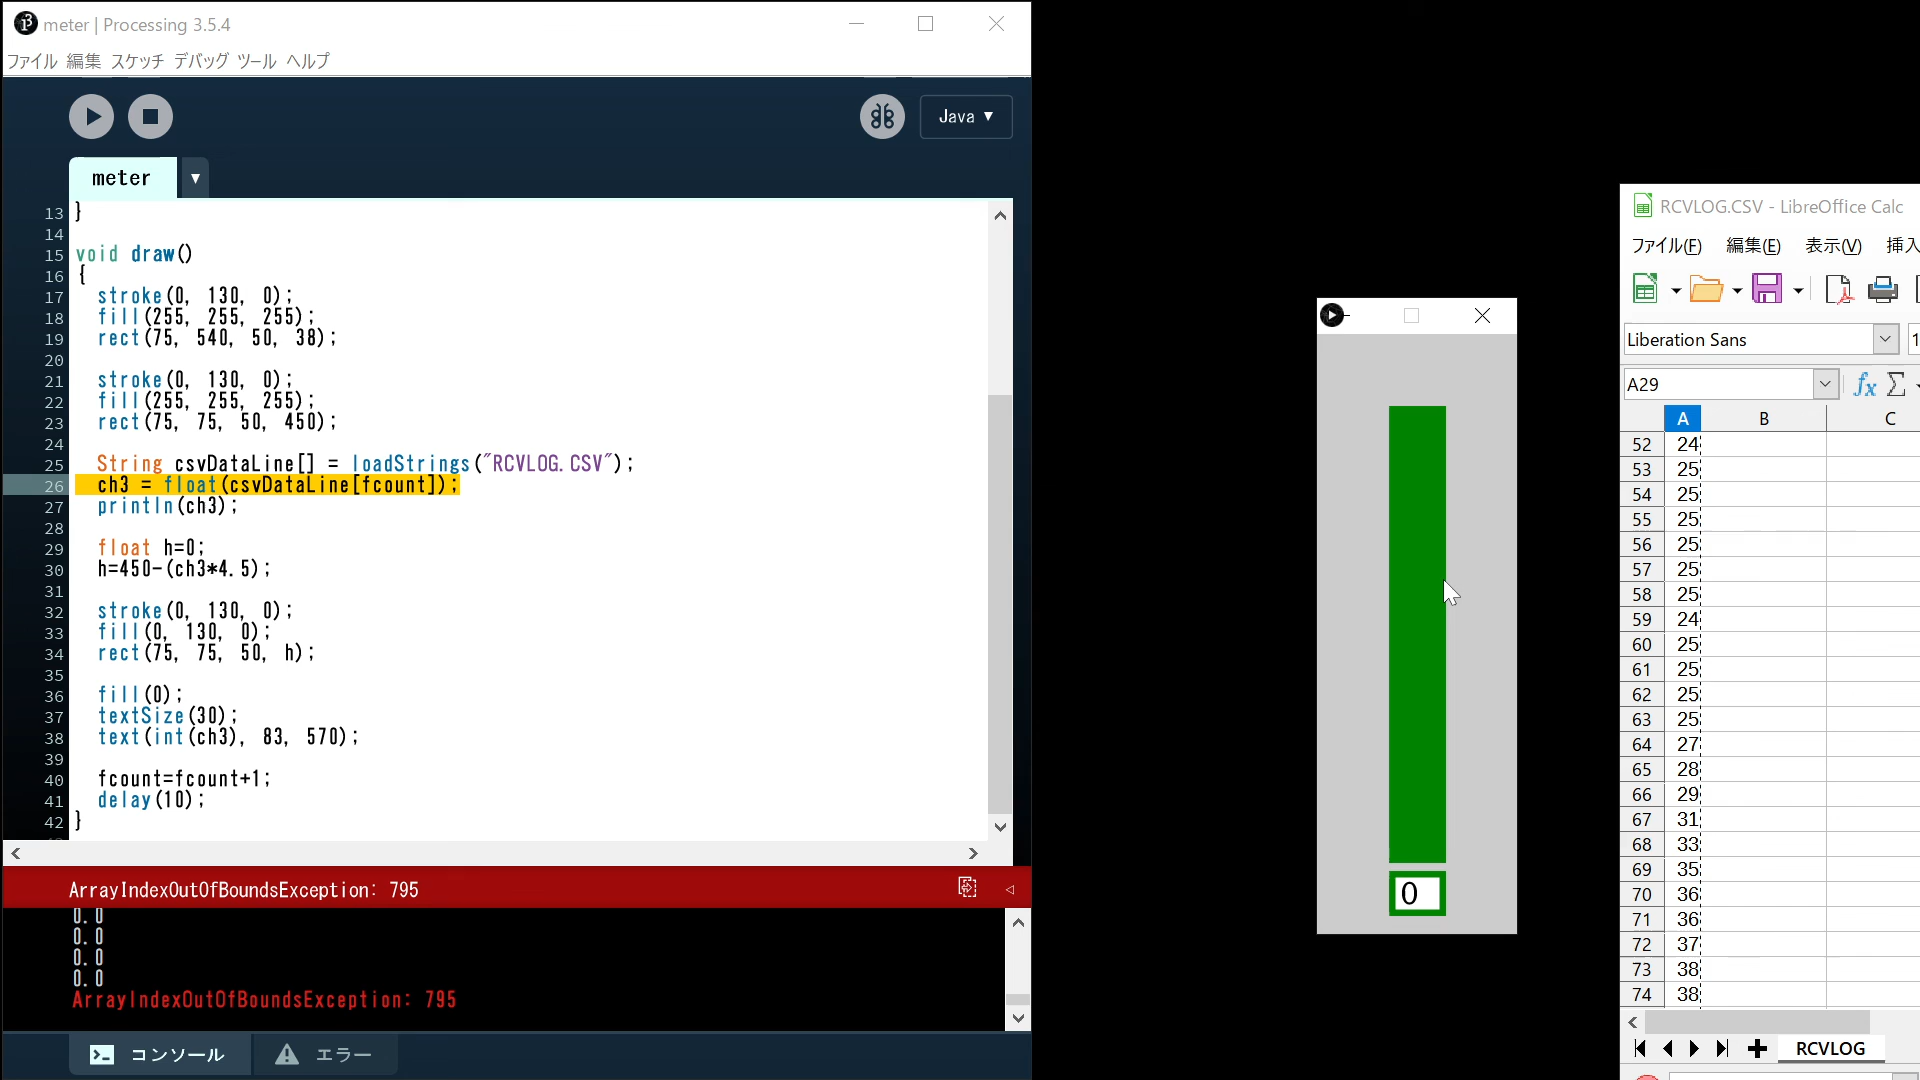 meter | Processing 3.5.4
ファイル 編集 スケッチ デバッグ ツール ヘルプ
Java ▼
meter ▼
13 }
14
15 void draw()
16 {
17 stroke(0, 130, 0);
18 fill(255, 255, 255);
19 rect(75, 540, 50, 38);
20
21 stroke(0, 130, 0);
22 fill(255, 255, 255);
23 rect(75, 75, 50, 450);
24
25 String csvDataLine[] = loadStrings("RCVLOG.CSV");
26 ch3 = float(csvDataLine[fcount]);
27 println(ch3);
28
29 float h=0;
30 h=450-(ch3*4.5);
31
32 stroke(0, 130, 0);
33 fill(0, 130, 0);
34 rect(75, 75, 50, h);
35
36 fill(0);
37 textSize(30);
38 text(int(ch3), 83, 570);
39
40 fcount=fcount+1;
41 delay(10);
42 }
ArrayIndexOutOfBoundsException: 795
0.0
0.0
0.0
0.0
ArrayIndexOutOfBoundsException: 795
コンソール エラー
0
RCVLOG.CSV - LibreOffice Calc
ファイル(F) 編集(E) 表示(V) 挿入
Liberation Sans 1
A29 fx Σ
A B C
52 24
53 25
54 25
55 25
56 25
57 25
58 25
59 24
60 25
61 25
62 25
63 25
64 27
65 28
66 29
67 31
68 33
69 35
70 36
71 36
72 37
73 38
74 38
RCVLOG